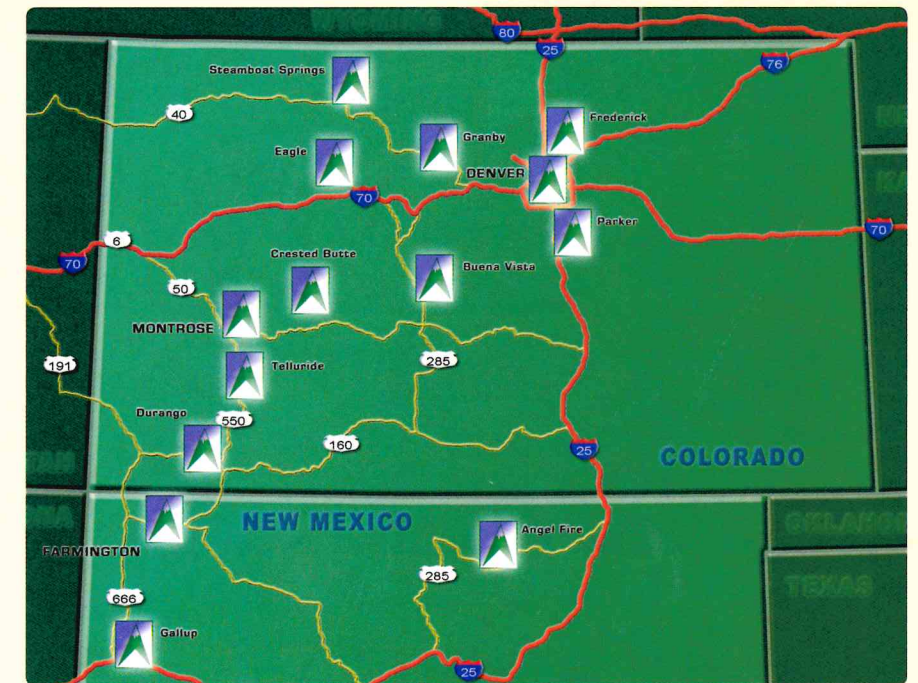 WYOMING
80
25
76
Steamboat Springs
40
Frederick
Granby
Eagle
DENVER
70
Parker
6
70
70
Crested Butte
Buena Vista
50
MONTROSE
285
191
Telluride
Durango
550
160
25
COLORADO
UTAH
NEW MEXICO
OKLAHOMA
Angel Fire
FARMINGTON
285
TEXAS
666
Gallup
25